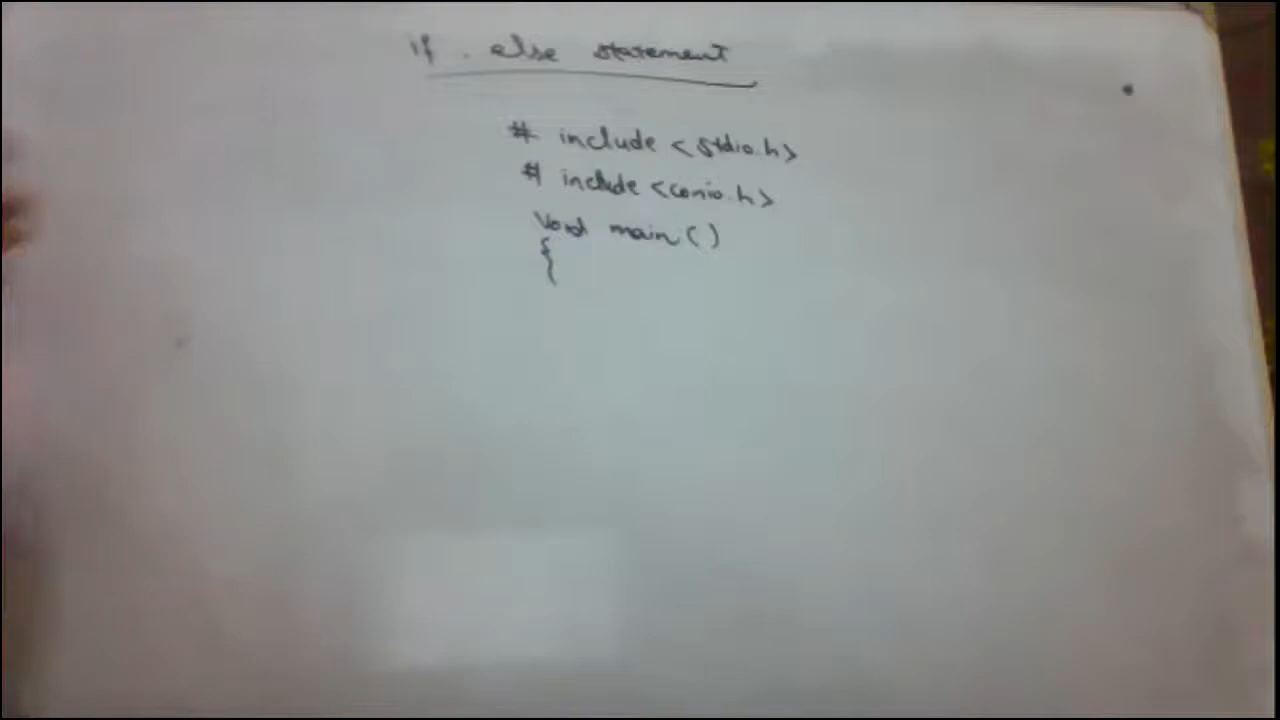 if . else statement
# include <stdio.h>
# include <conio.h>
void main()
{